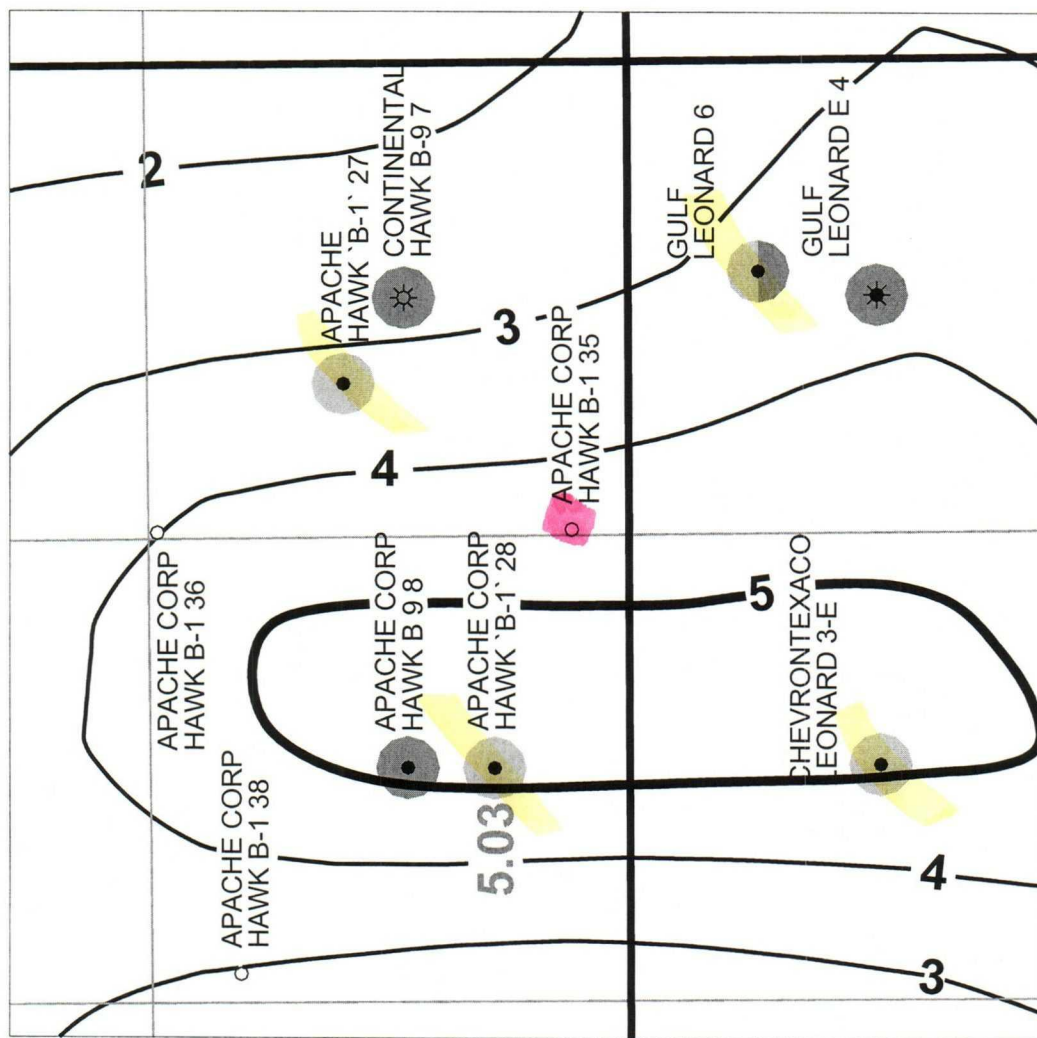 2
CONTINENTAL
HAWK B-9 7
APACHE
HAWK `B-1` 27
GULF
LEONARD 6
GULF
LEONARD E 4
3
APACHE CORP
HAWK B-1 35
4
APACHE CORP
HAWK B-1 36
APACHE CORP
HAWK B 9 8
APACHE CORP
HAWK `B-1` 28
5
CHEVRONTEXACO
LEONARD 3-E
APACHE CORP
HAWK B-1 38
5.03
4
3